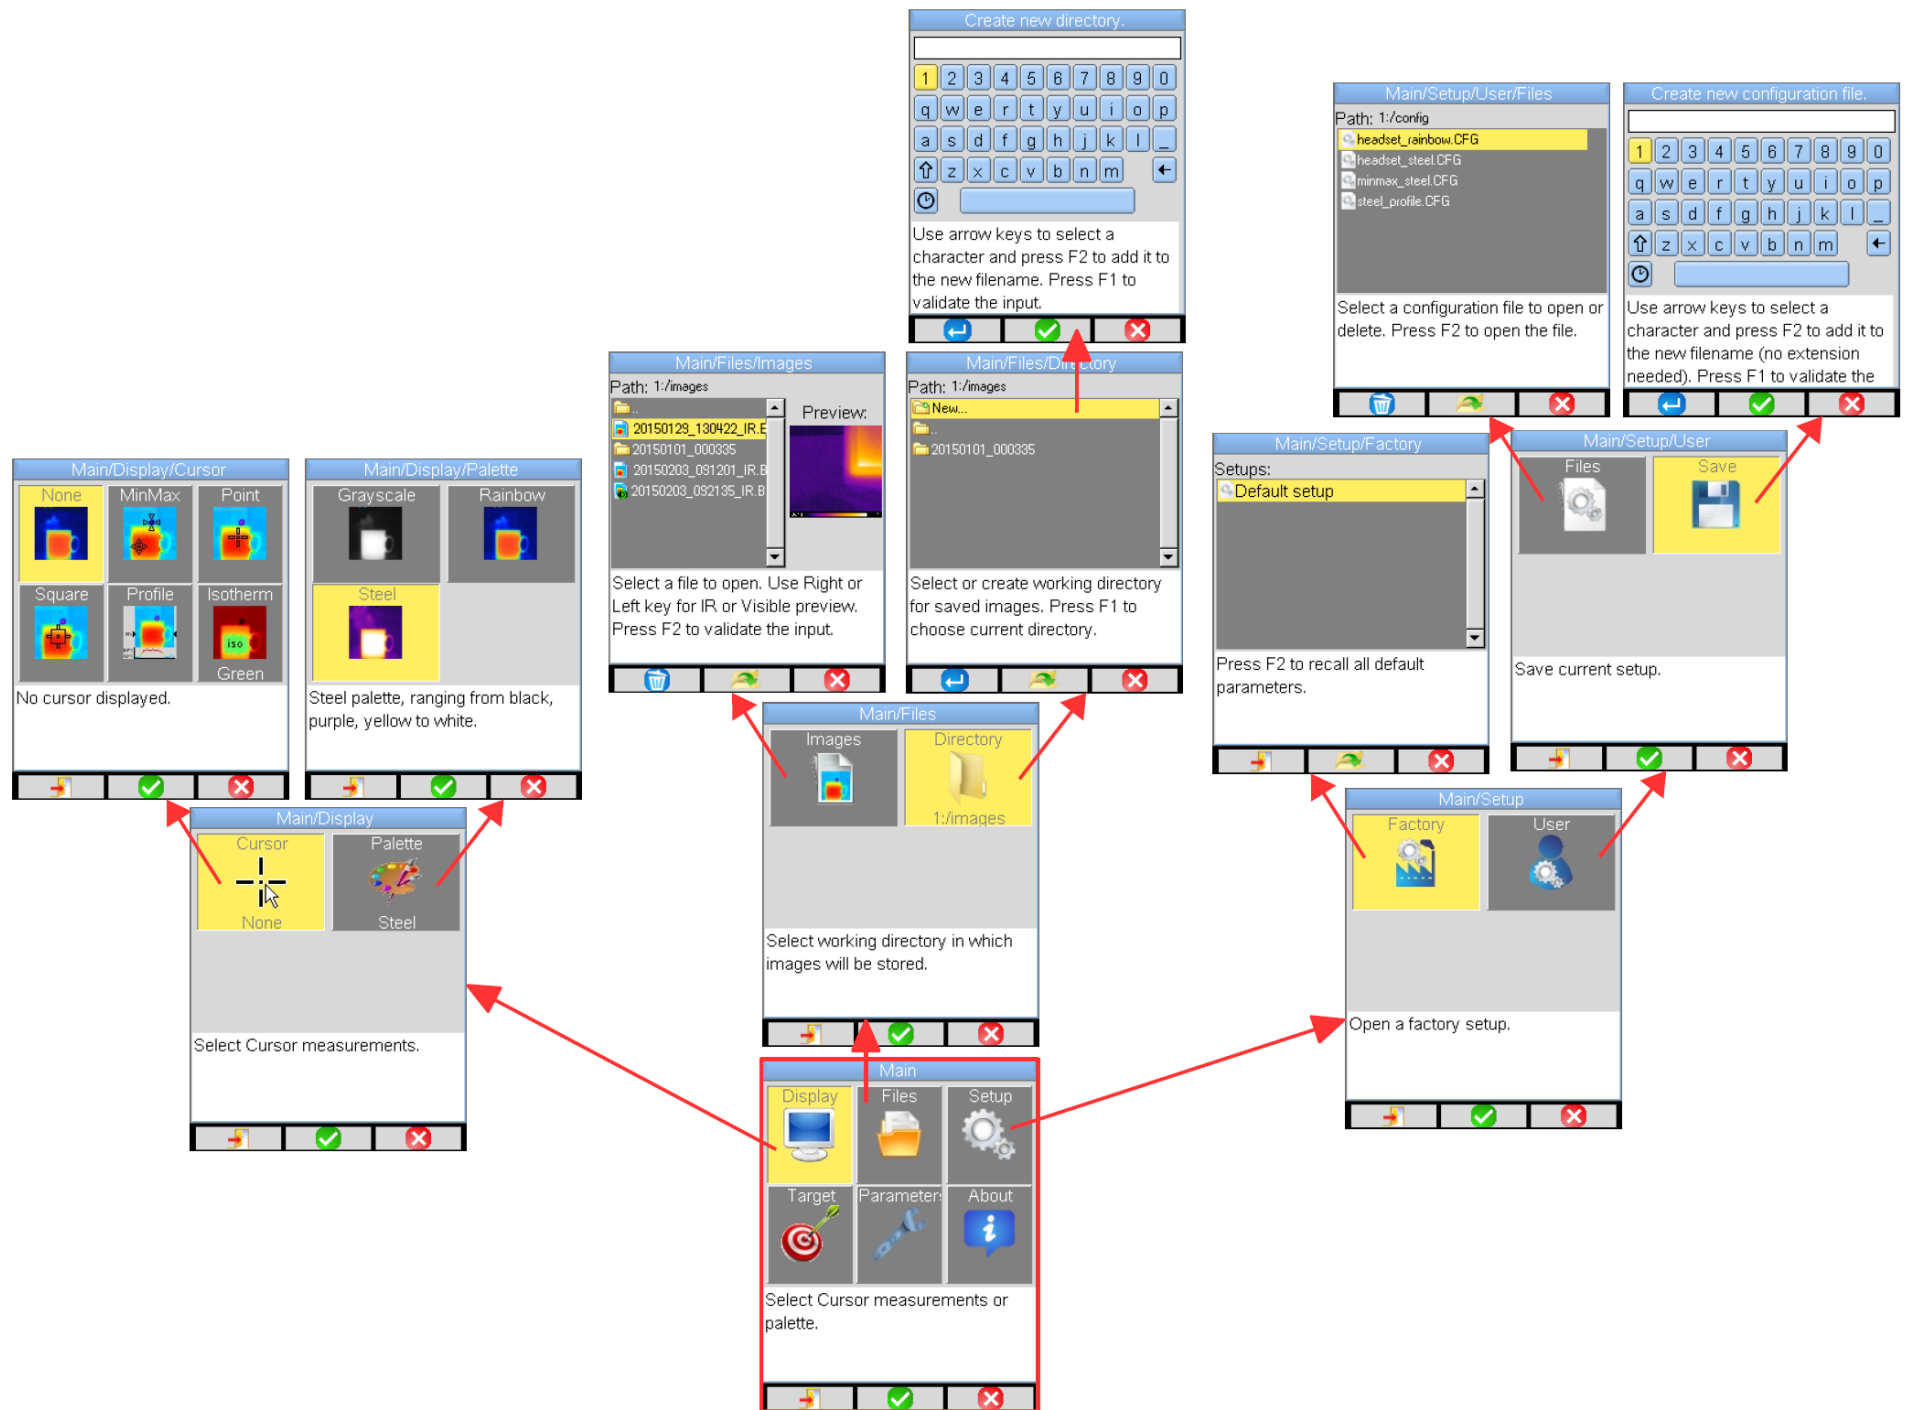 Create new directory.
1 2 3 4 5 6 7 8 9 0
q w e r t y u i o p
a s d f g h j k l _
z x c v b n m
Use arrow keys to select a
character and press F2 to add it to
the new filename. Press F1 to
validate the input.
Main/Setup/User/Files
Path: 1:/config
headset_rainbow.CFG
headset_steel.CFG
minmax_steel.CFG
steel_profile.CFG
Select a configuration file to open or
delete. Press F2 to open the file.
Create new configuration file.
1 2 3 4 5 6 7 8 9 0
q w e r t y u i o p
a s d f g h j k l _
z x c v b n m
Use arrow keys to select a
character and press F2 to add it to
the new filename (no extension
needed). Press F1 to validate the
Main/Files/Images
Path: 1:/images
Preview:
..
20150129_130422_IR.B
20150101_000335
20150203_091201_IR.B
20150203_092135_IR.B
Select a file to open. Use Right or
Left key for IR or Visible preview.
Press F2 to validate the input.
Main/Files/Directory
Path: 1:/images
New...
..
20150101_000335
Select or create working directory
for saved images. Press F1 to
choose current directory.
Main/Setup/Factory
Setups:
Default setup
Press F2 to recall all default
parameters.
Main/Setup/User
Files Save
Save current setup.
Main/Display/Cursor
None MinMax Point
Square Profile Isotherm
iso
Green
No cursor displayed.
Main/Display/Palette
Grayscale Rainbow
Steel
Steel palette, ranging from black,
purple, yellow to white.
Main/Files
Images Directory
1:/images
Select working directory in which
images will be stored.
Main/Setup
Factory User
Open a factory setup.
Main/Display
Cursor Palette
None Steel
Select Cursor measurements.
Main
Display Files Setup
Target Parameter About
Select Cursor measurements or
palette.